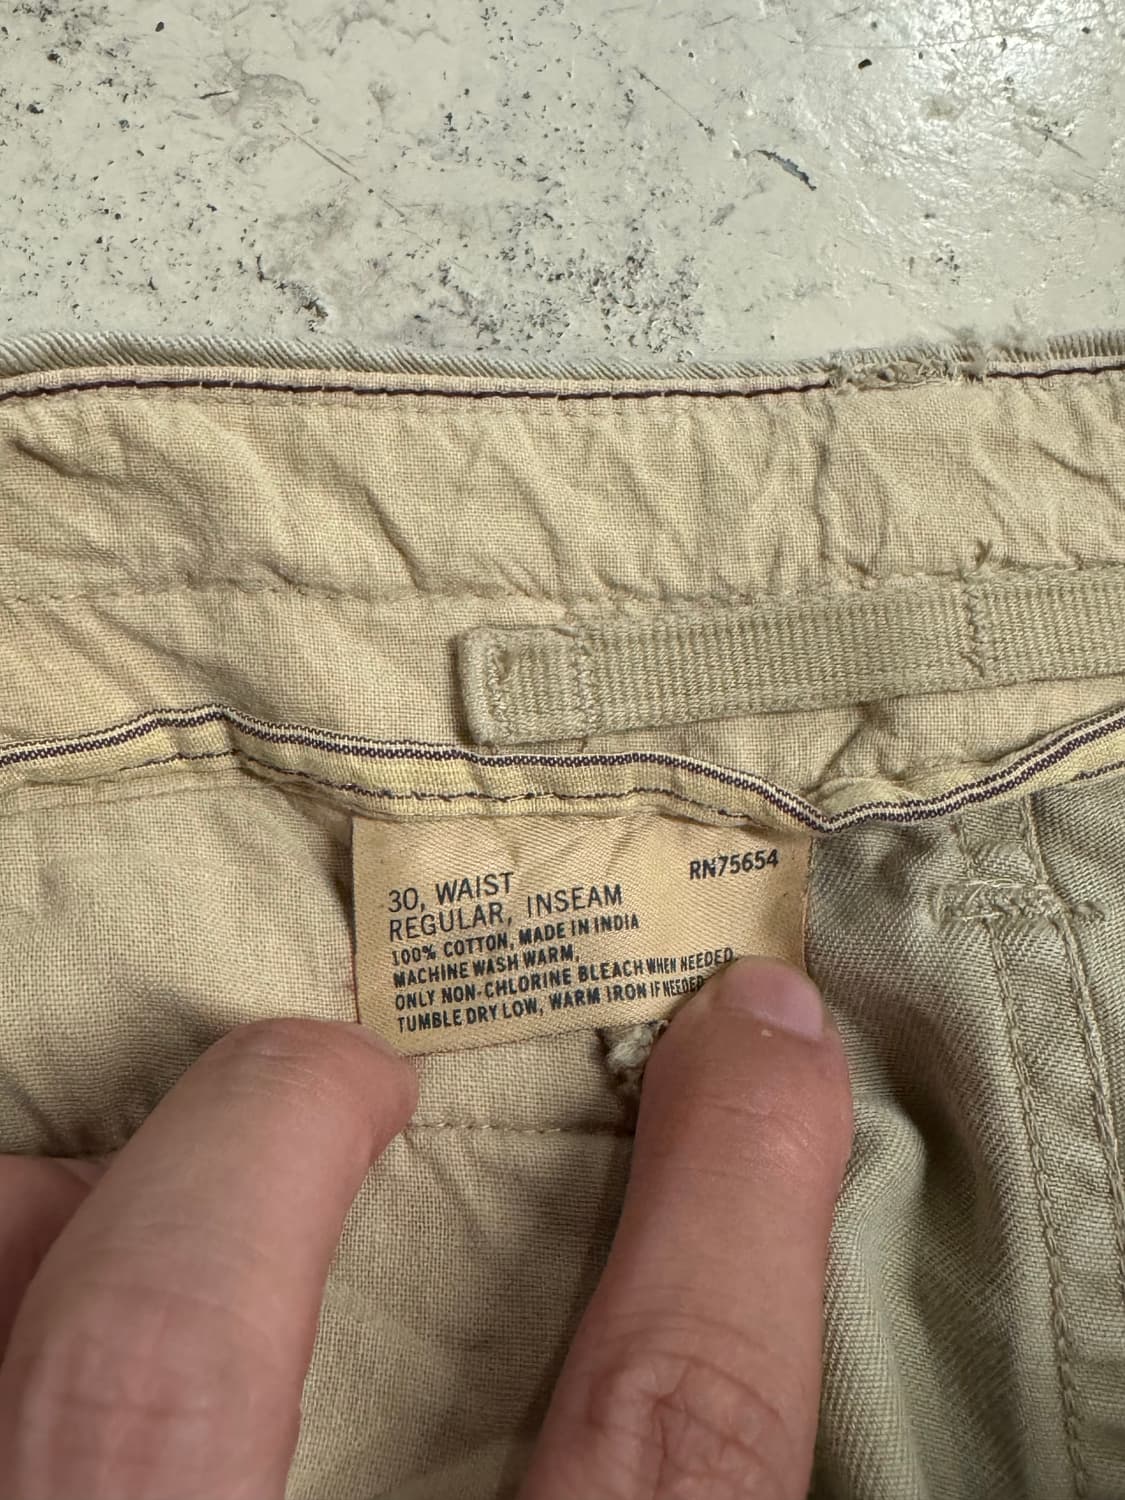 RN75654
30, WAIST
REGULAR, INSEAM
100% COTTON, MADE IN INDIA
MACHINE WASH WARM,
ONLY NON-CHLORINE BLEACH WHEN NEEDED,
TUMBLE DRY LOW, WARM IRON IF NEEDED